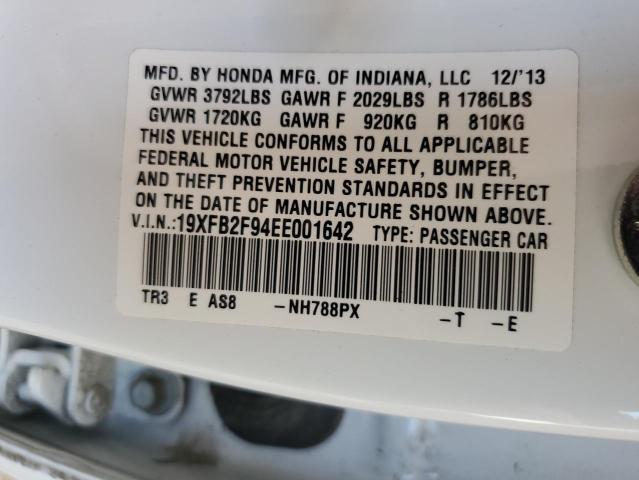 MFD. BY HONDA MFG. OF INDIANA, LLC 12/'13
GVWR 3792LBS GAWR F 2029LBS R 1786LBS
GVWR 1720KG GAWR F 920KG R 810KG
THIS VEHICLE CONFORMS TO ALL APPLICABLE
FEDERAL MOTOR VEHICLE SAFETY, BUMPER,
AND THEFT PREVENTION STANDARDS IN EFFECT
ON THE DATE OF MANUFACTURE SHOWN ABOVE.
V.I.N.:19XFB2F94EE001642 TYPE: PASSENGER CAR
TR3 E AS8 -NH788PX -T -E